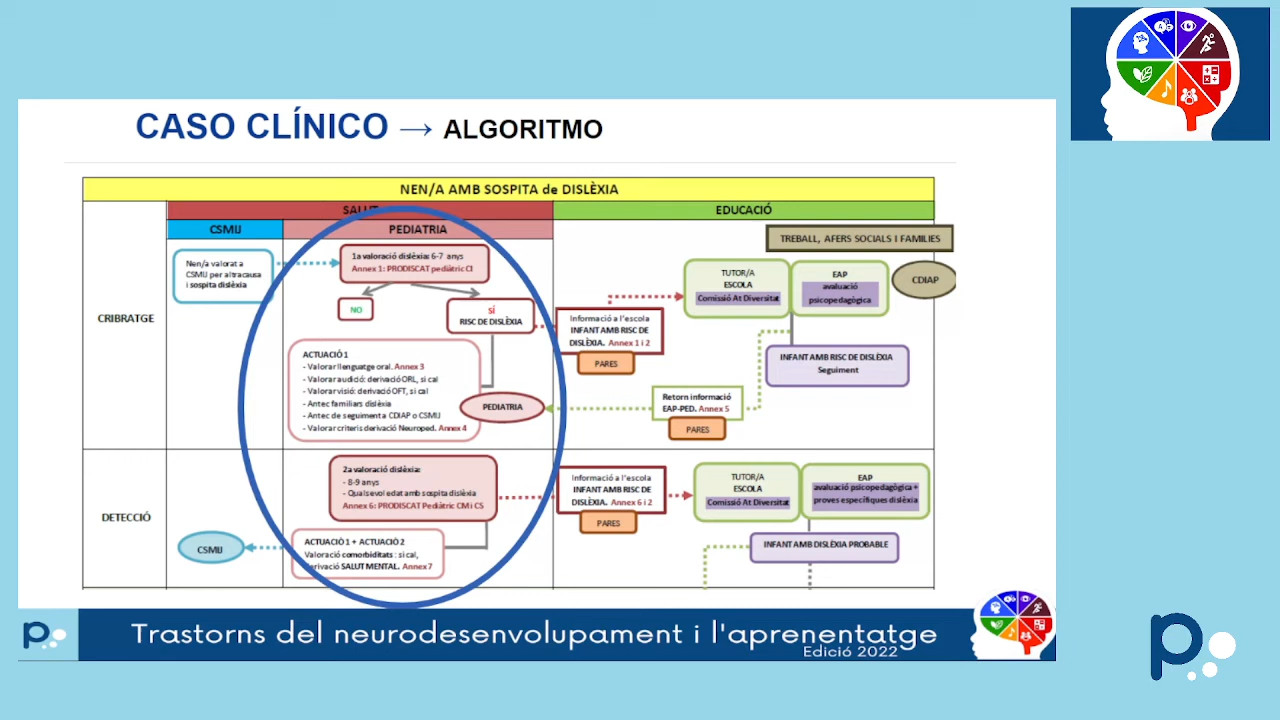 CASO CLÍNICO → ALGORITMO
NEN/A AMB SOSPITA de DISLÈXIA
SALUT
EDUCACIÓ
CSMIJ
PEDIATRIA
TREBALL, AFERS SOCIALS I FAMILIES
CRIBRATGE
Nen/a valorat a
CSMIJ per altra causa
i sospita dislèxia
1a valoració dislèxia: 6-7 anys
Annex 1: PRODISCAT pediàtric CI
NO
SÍ
RISC DE DISLÈXIA
ACTUACIÓ 1
- Valorar llenguatge oral. Annex 3
- Valorar audició: derivació ORL, si cal
- Valorar visió: derivació OFT, si cal
- Antec familiars dislèxia
- Antec de seguiment a CDIAP o CSMIJ
- Valorar criteris derivació Neuroped. Annex 4
PEDIATRIA
Informació a l'escola
INFANT AMB RISC DE
DISLÈXIA. Annex 1 i 2
PARES
TUTOR/A
ESCOLA
Comissió At Diversitat
EAP
avaluació
psicopedagògica
CDIAP
INFANT AMB RISC DE DISLÈXIA
Seguiment
Retorn informació
EAP-PED. Annex 5
PARES
DETECCIÓ
2a valoració dislèxia:
- 8-9 anys
- Qualsevol edat amb sospita dislèxia
Annex 6: PRODISCAT Pediàtric CM i CS
CSMIJ
ACTUACIÓ 1 + ACTUACIÓ 2
Valoració comorbiditats : si cal,
derivació SALUT MENTAL. Annex 7
Informació a l'escola
INFANT AMB RISC DE
DISLÈXIA. Annex 6 i 2
PARES
TUTOR/A
ESCOLA
Comissió At Diversitat
EAP
avaluació psicopedagògica +
proves específiques dislèxia
INFANT AMB DISLÈXIA PROBABLE
Trastorns del neurodesenvolupament i l'aprenentatge
Edició 2022